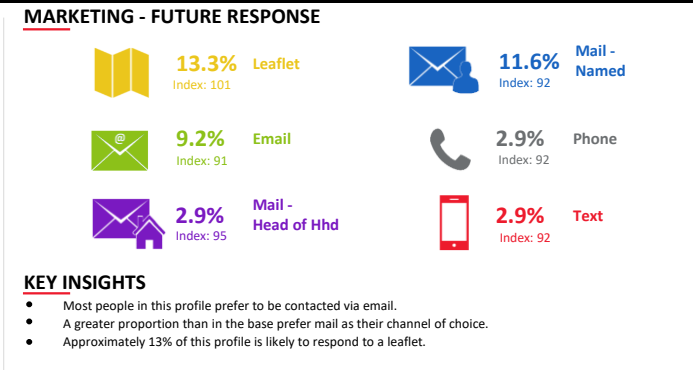 MARKETING - FUTURE RESPONSE
13.3% Leaflet
Index: 101
11.6% Mail - Named
Index: 92
@
9.2% Email
Index: 91
2.9% Phone
Index: 92
2.9% Mail - Head of Hhd
Index: 95
2.9% Text
Index: 92
KEY INSIGHTS
● Most people in this profile prefer to be contacted via email.
● A greater proportion than in the base prefer mail as their channel of choice.
● Approximately 13% of this profile is likely to respond to a leaflet.